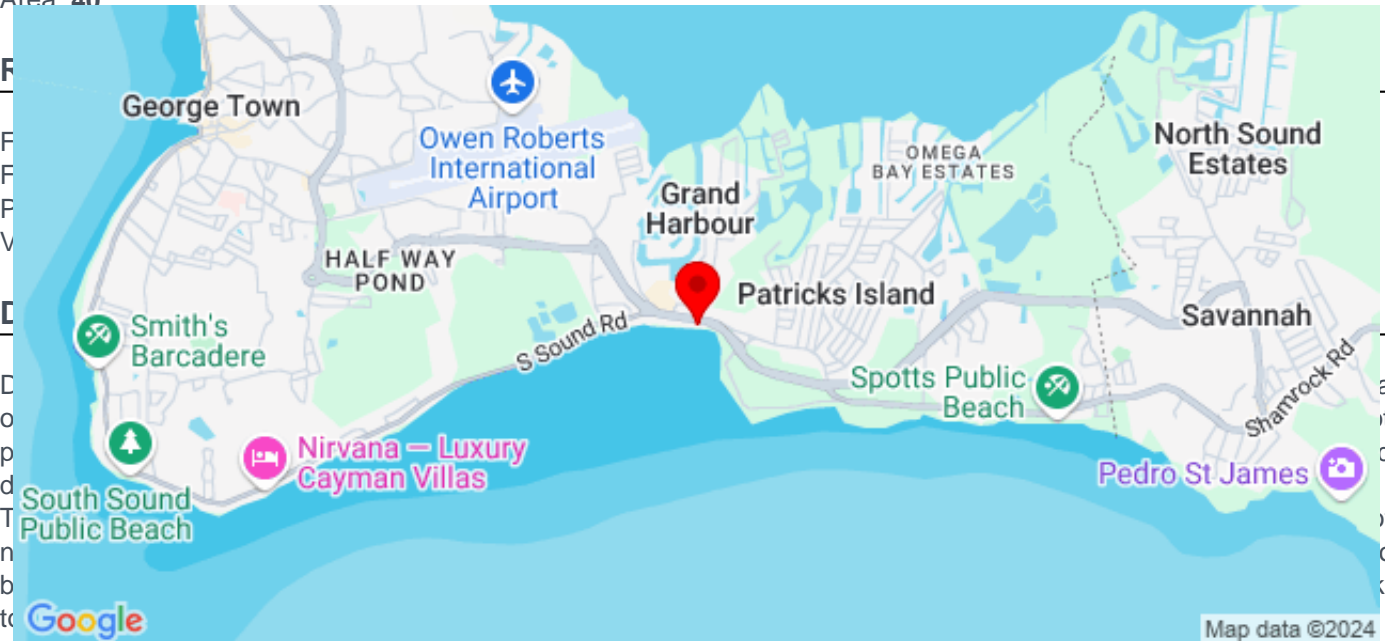 Area 40
George Town
Owen Roberts
International
Airport
North Sound
Estates
OMEGA
BAY ESTATES
Grand
Harbour
HALF WAY
POND
Patricks Island
Savannah
Smith's
Barcadere
S Sound Rd
Shamrock Rd
Spotts Public
Beach
Nirvana — Luxury
Cayman Villas
Pedro St James
South Sound
Public Beach
Google
Map data ©2024